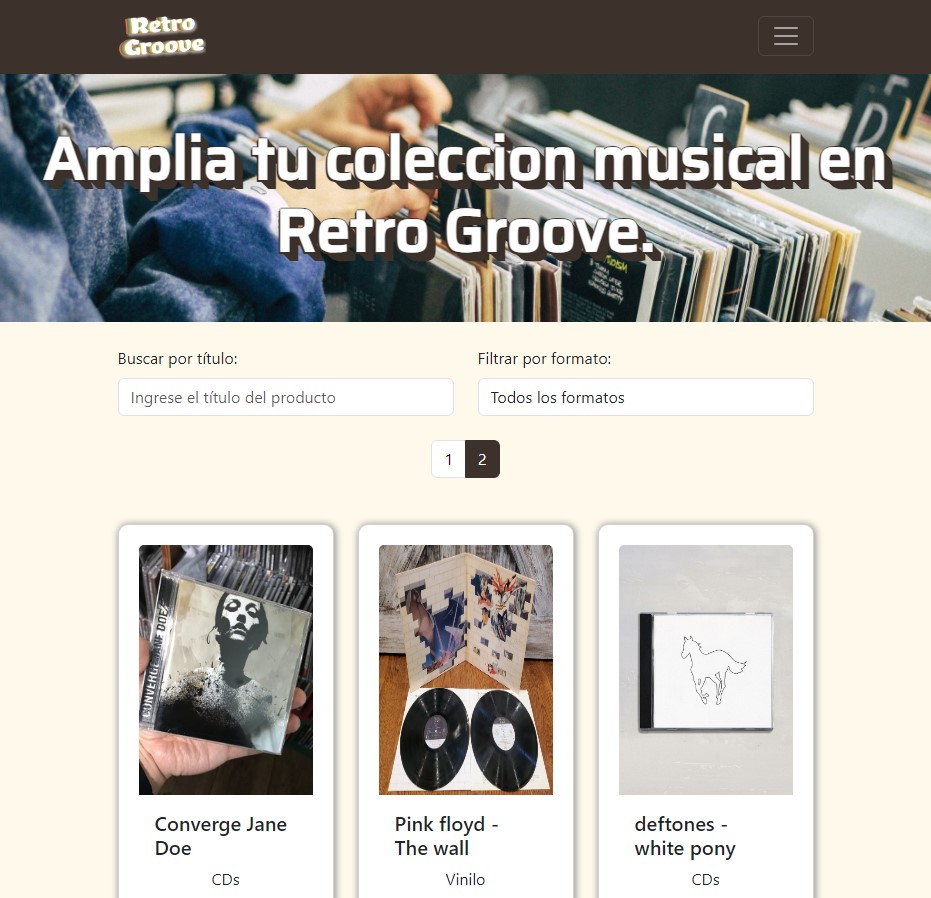 Retro
Groove
Amplia tu coleccion musical en
Retro Groove.
G
D
Buscar por título:
Filtrar por formato:
Ingrese el título del producto
Todos los formatos
1
2
CONVERGE JANE DOE
Converge Jane
Doe
CDs
Pink floyd -
The wall
Vinilo
deftones -
white pony
CDs